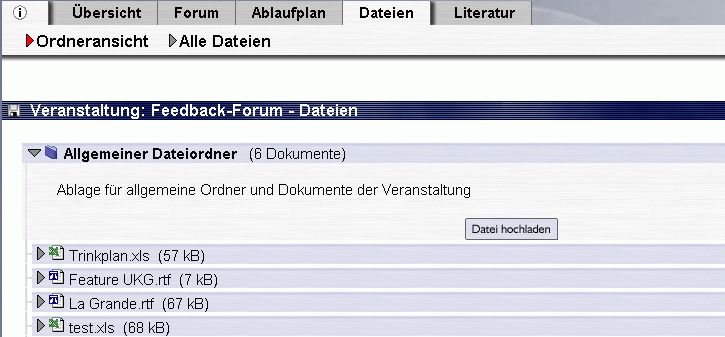 Übersicht Forum Ablaufplan Dateien Literatur
Ordneransicht Alle Dateien
Veranstaltung: Feedback-Forum - Dateien
Allgemeiner Dateiordner (6 Dokumente)
Ablage für allgemeine Ordner und Dokumente der Veranstaltung
Datei hochladen
Trinkplan.xls (57 kB)
Feature UKG.rtf (7 kB)
La Grande.rtf (67 kB)
test.xls (68 kB)